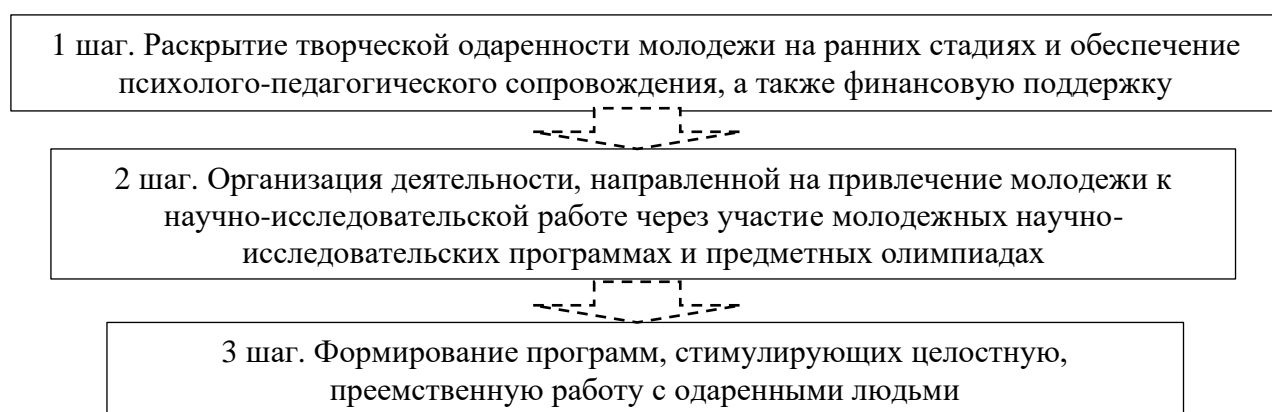 1 шаг. Раскрытие творческой одаренности молодежи на ранних стадиях и обеспечение
психолого-педагогического сопровождения, а также финансовую поддержку
2 шаг. Организация деятельности, направленной на привлечение молодежи к
научно-исследовательской работе через участие молодежных научно-
исследовательских программах и предметных олимпиадах
3 шаг. Формирование программ, стимулирующих целостную,
преемственную работу с одаренными людьми